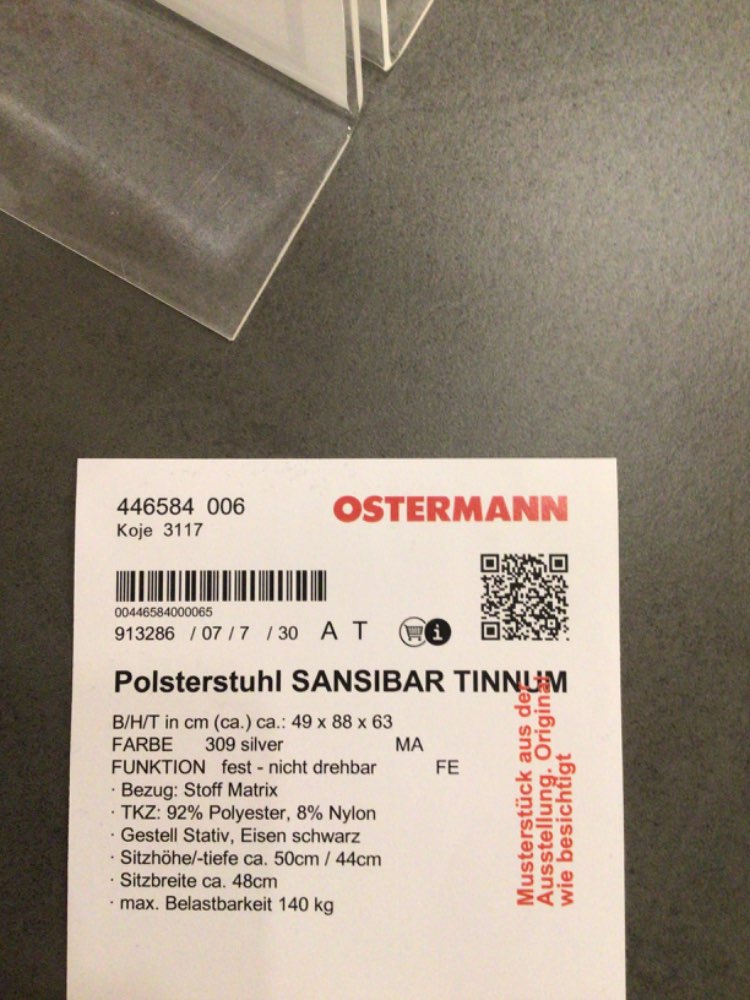 446584 006
OSTERMANN
Koje 3117
00446584000065
913286 / 07 / 7 / 30 A T
i
Polsterstuhl SANSIBAR TINNUM
B/H/T in cm (ca.) ca.: 49 x 88 x 63
FARBE 309 silver MA
FUNKTION fest - nicht drehbar FE
· Bezug: Stoff Matrix
· TKZ: 92% Polyester, 8% Nylon
· Gestell Stativ, Eisen schwarz
· Sitzhöhe/-tiefe ca. 50cm / 44cm
· Sitzbreite ca. 48cm
· max. Belastbarkeit 140 kg
Musterstück aus der
Ausstellung. Original
wie besichtigt